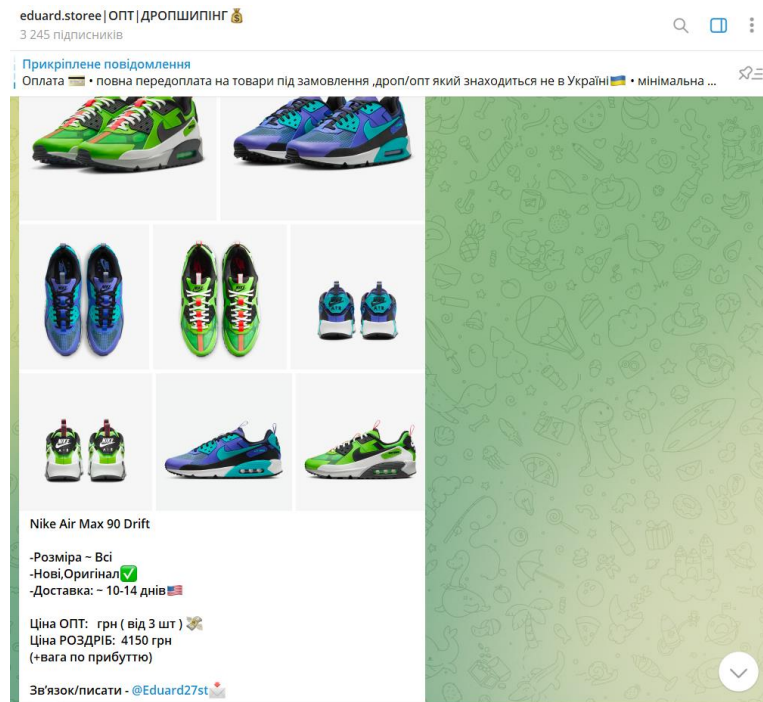 eduard.storee|ОПТ|ДРОПШИПІНГ💰
3 245 підписників
Прикріплене повідомлення
Оплата 💳 • повна передоплата на товари під замовлення ,дроп/опт який знаходиться не в Україні🇺🇦 • мінімальна ...
Nike Air Max 90 Drift
-Розміра ~ Всі
-Нові,Оригінал✅
-Доставка: ~ 10-14 днів🇺🇸
Ціна ОПТ:   грн ( від 3 шт ) 💸
Ціна РОЗДРІБ:  4150 грн
(+вага по прибуттю)
Зв’язок/писати - @Eduard27st📩